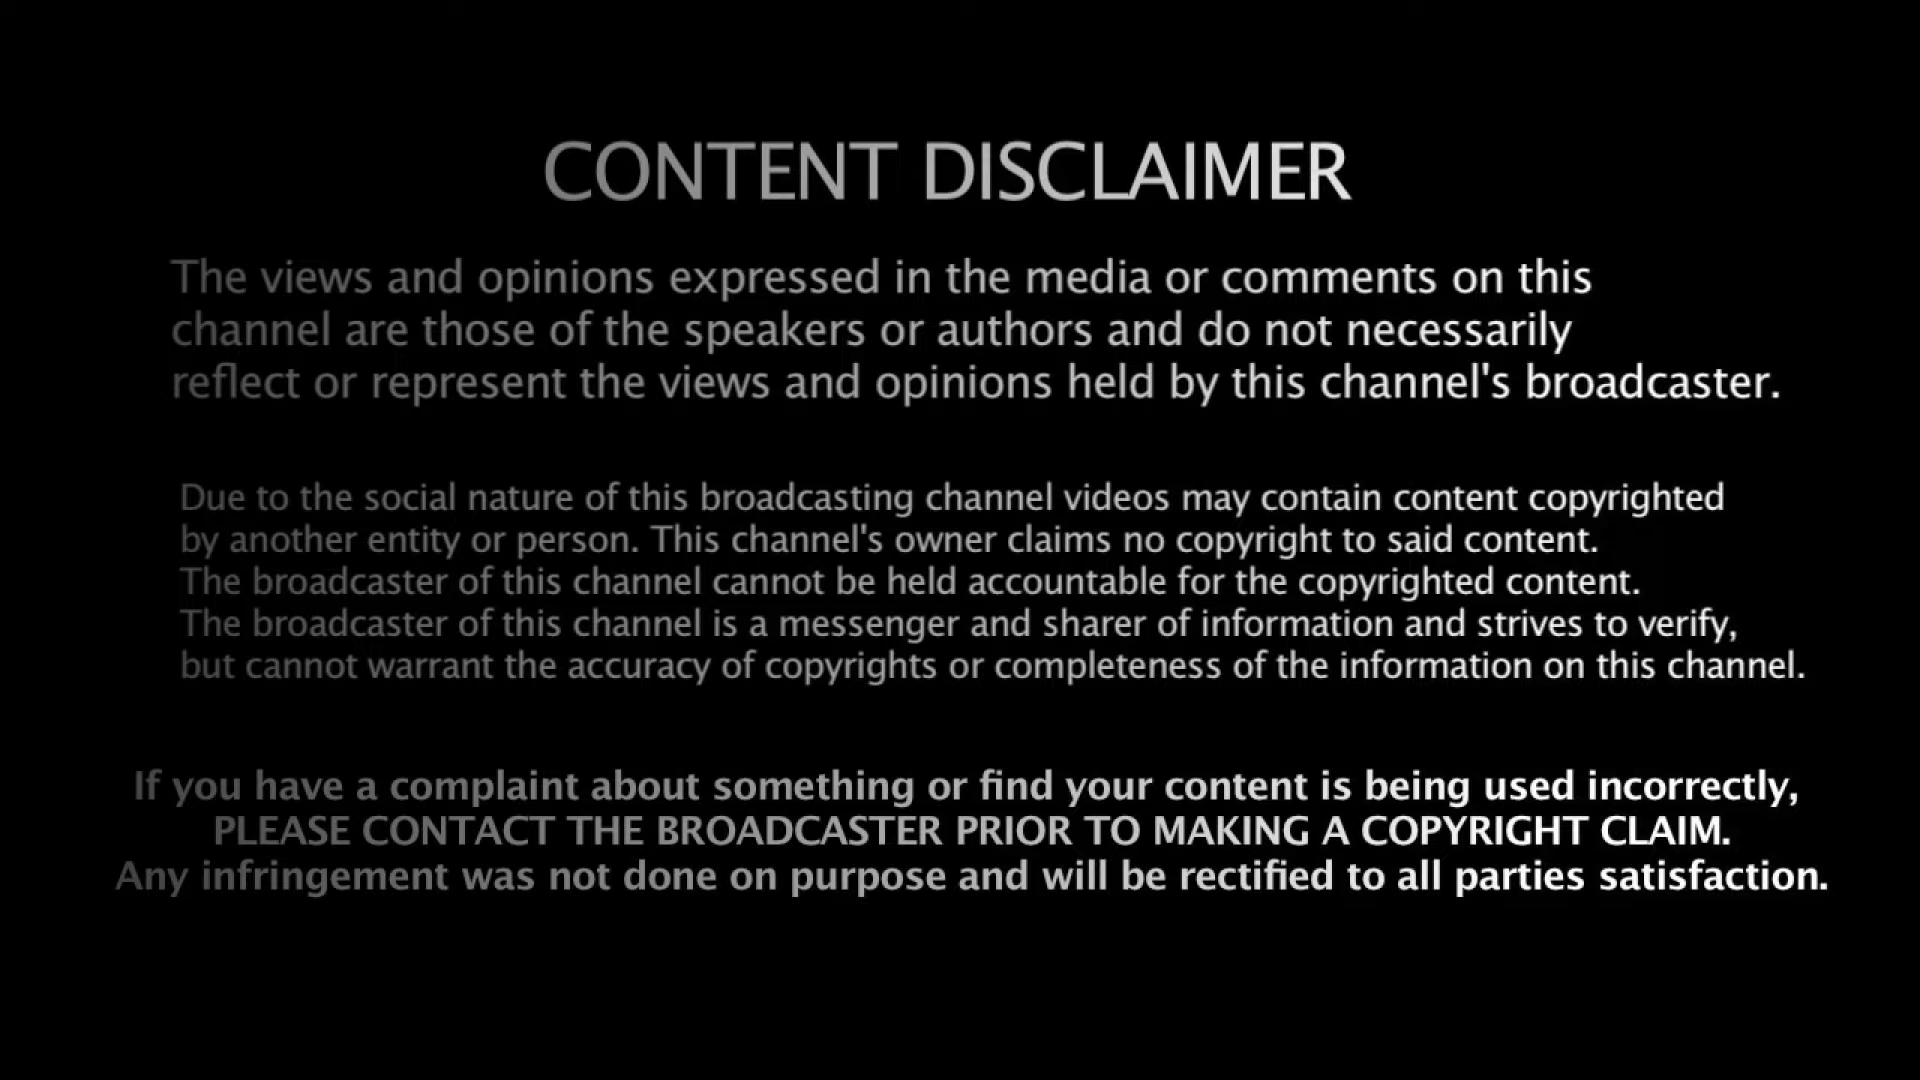 CONTENT DISCLAIMER
The views and opinions expressed in the media or comments on this
channel are those of the speakers or authors and do not necessarily
reflect or represent the views and opinions held by this channel's broadcaster.
Due to the social nature of this broadcasting channel videos may contain content copyrighted
by another entity or person. This channel's owner claims no copyright to said content.
The broadcaster of this channel cannot be held accountable for the copyrighted content.
The broadcaster of this channel is a messenger and sharer of information and strives to verify,
but cannot warrant the accuracy of copyrights or completeness of the information on this channel.
If you have a complaint about something or find your content is being used incorrectly,
PLEASE CONTACT THE BROADCASTER PRIOR TO MAKING A COPYRIGHT CLAIM.
Any infringement was not done on purpose and will be rectified to all parties satisfaction.